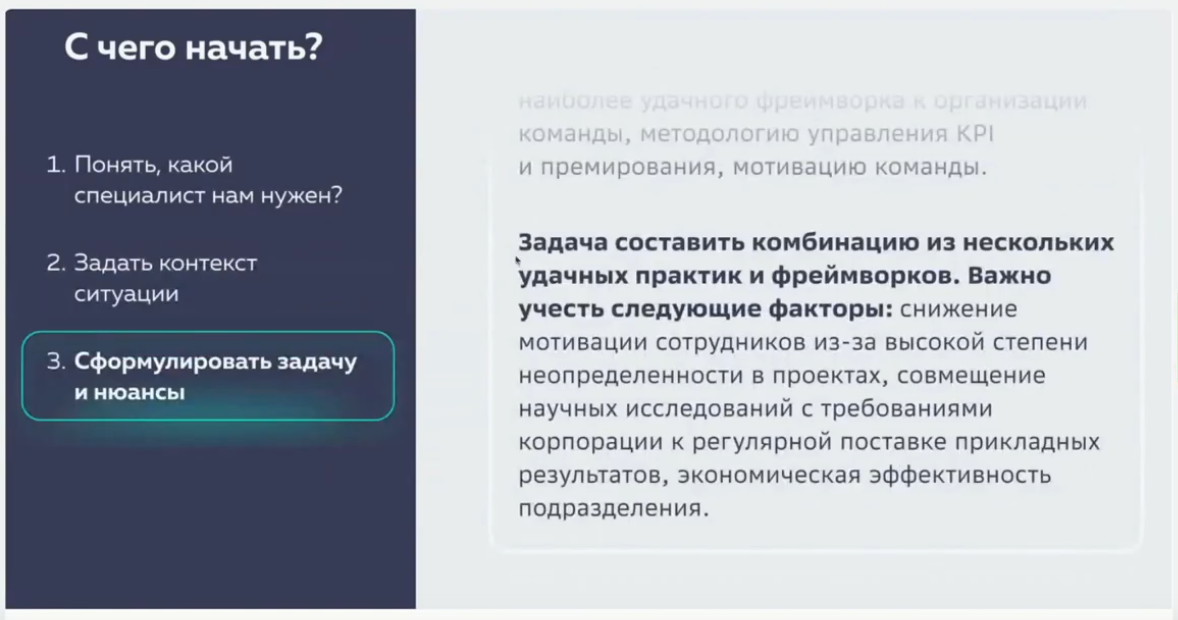 С чего начать?
1. Понять, какой
специалист нам нужен?
2. Задать контекст
ситуации
3. Сформулировать задачу
и нюансы
наиболее удачного фреймворка к организации
команды, методологию управления KPI
и премирования, мотивацию команды.
Задача составить комбинацию из нескольких
удачных практик и фреймворков. Важно
учесть следующие факторы: снижение
мотивации сотрудников из-за высокой степени
неопределенности в проектах, совмещение
научных исследований с требованиями
корпорации к регулярной поставке прикладных
результатов, экономическая эффективность
подразделения.